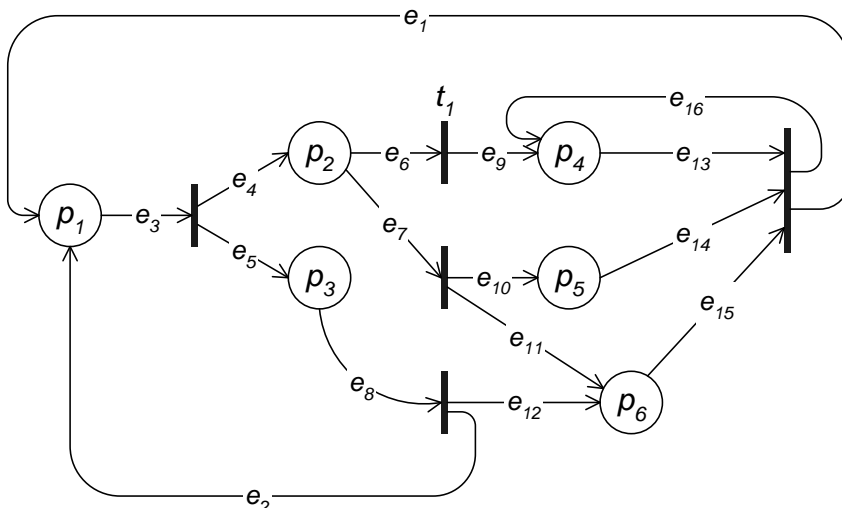 e₁
t₁
e₁₆
p₂
e₆
e₉
p₄
e₁₃
e₄
p₁
e₃
e₇
e₅
e₁₄
p₃
e₁₀
p₅
e₁₅
e₁₁
e₈
e₁₂
p₆
e₂